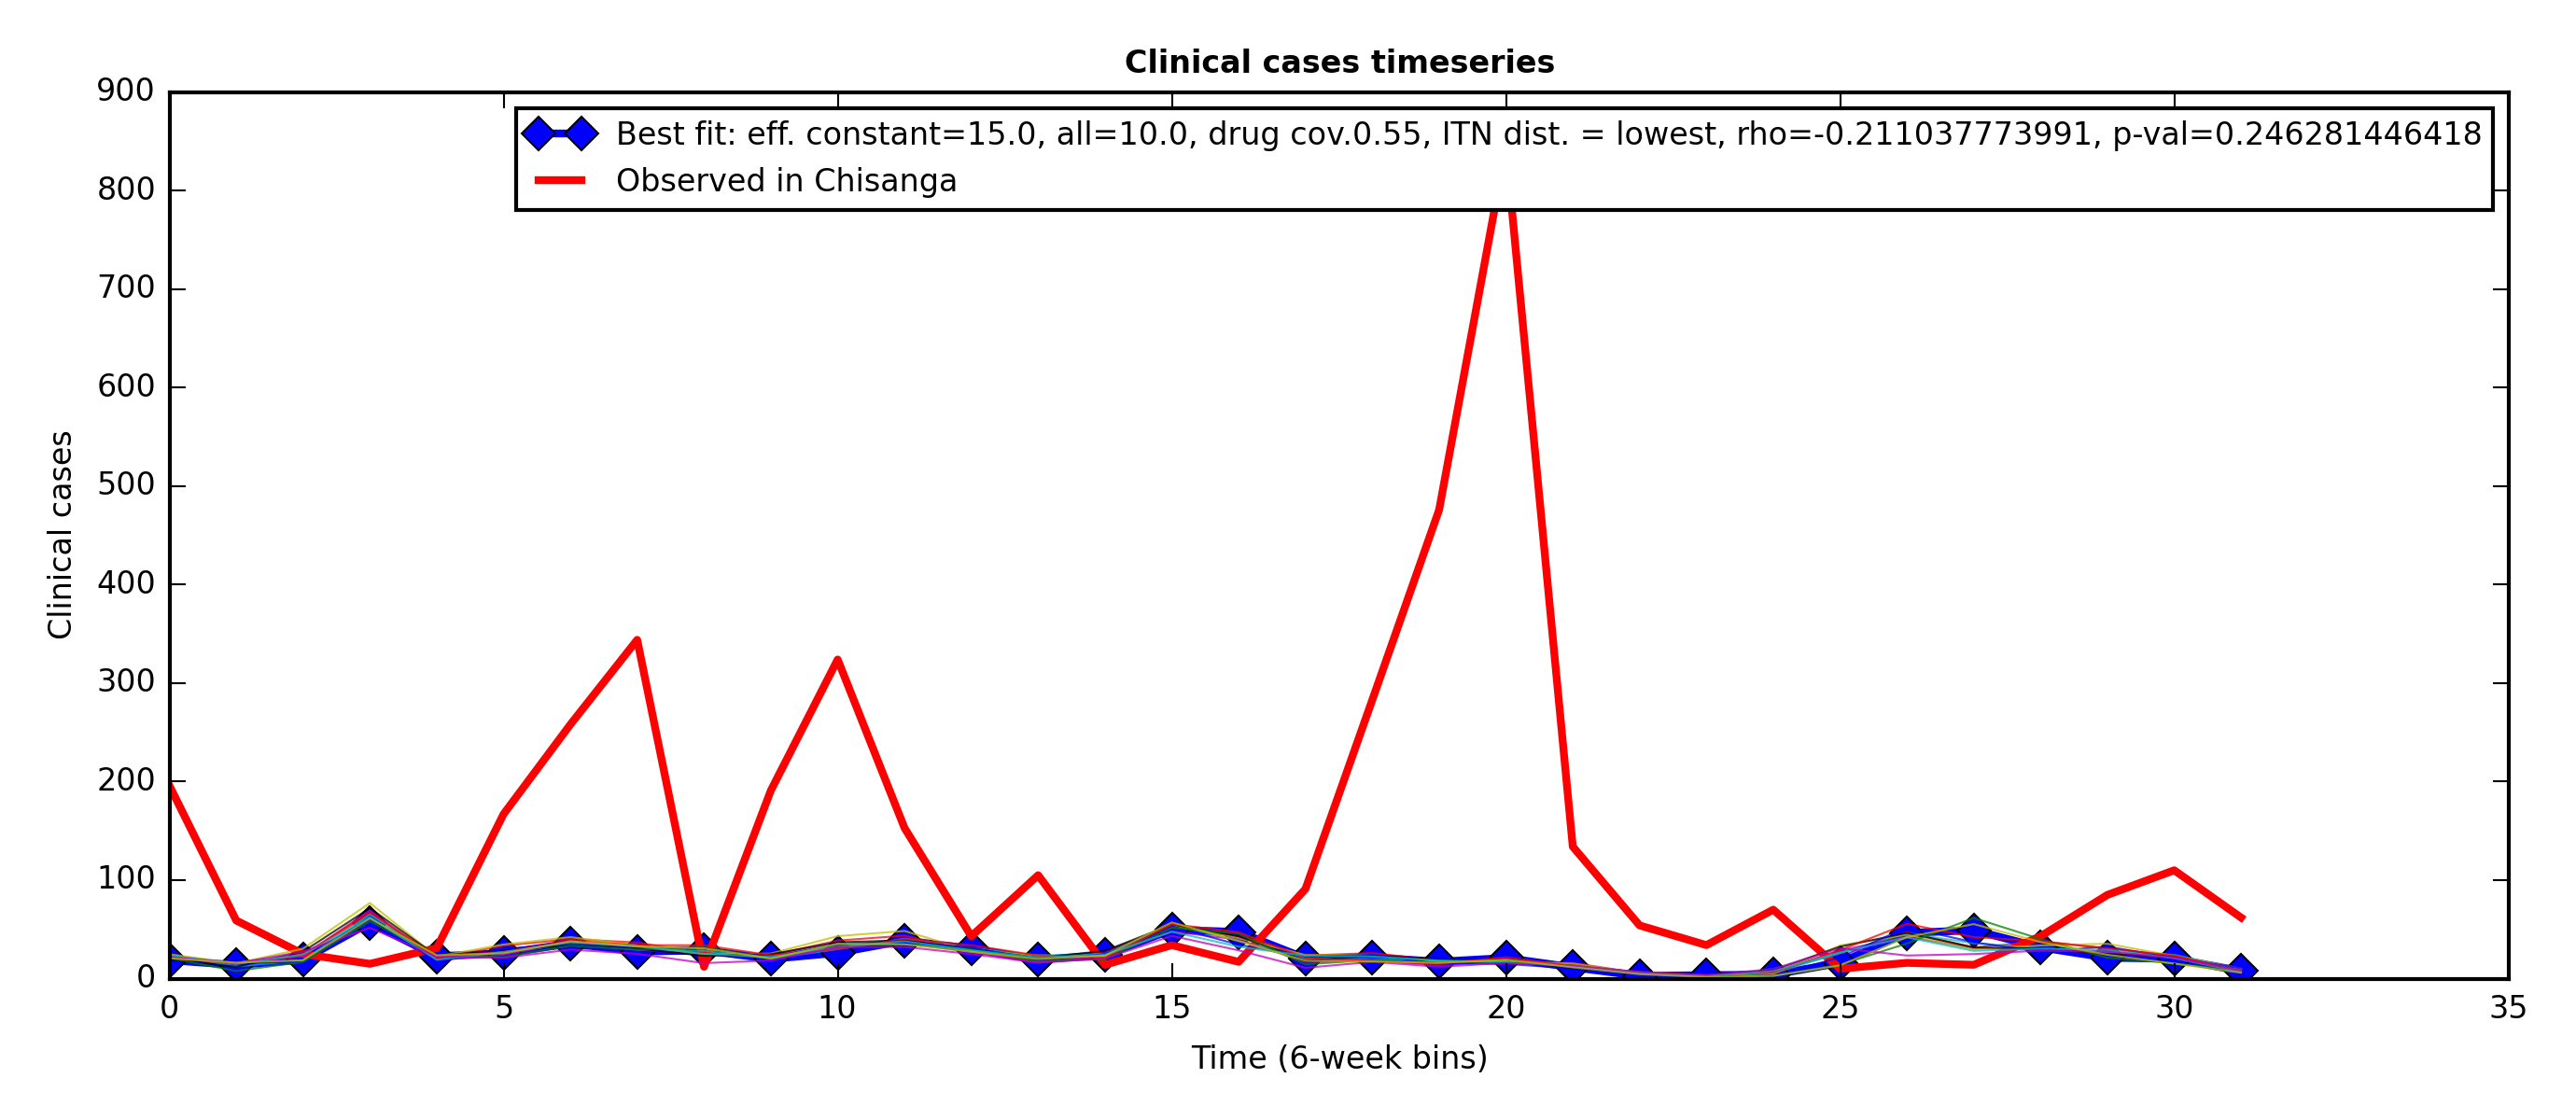 Clinical cases timeseries
900
800
700
600
500
400
300
200
100
0
Clinical cases
Best fit: eff. constant=15.0, all=10.0, drug cov.0.55, ITN dist. = lowest, rho=-0.211037773991, p-val=0.246281446418
Observed in Chisanga
0 5 10 15 20 25 30 35
Time (6-week bins)